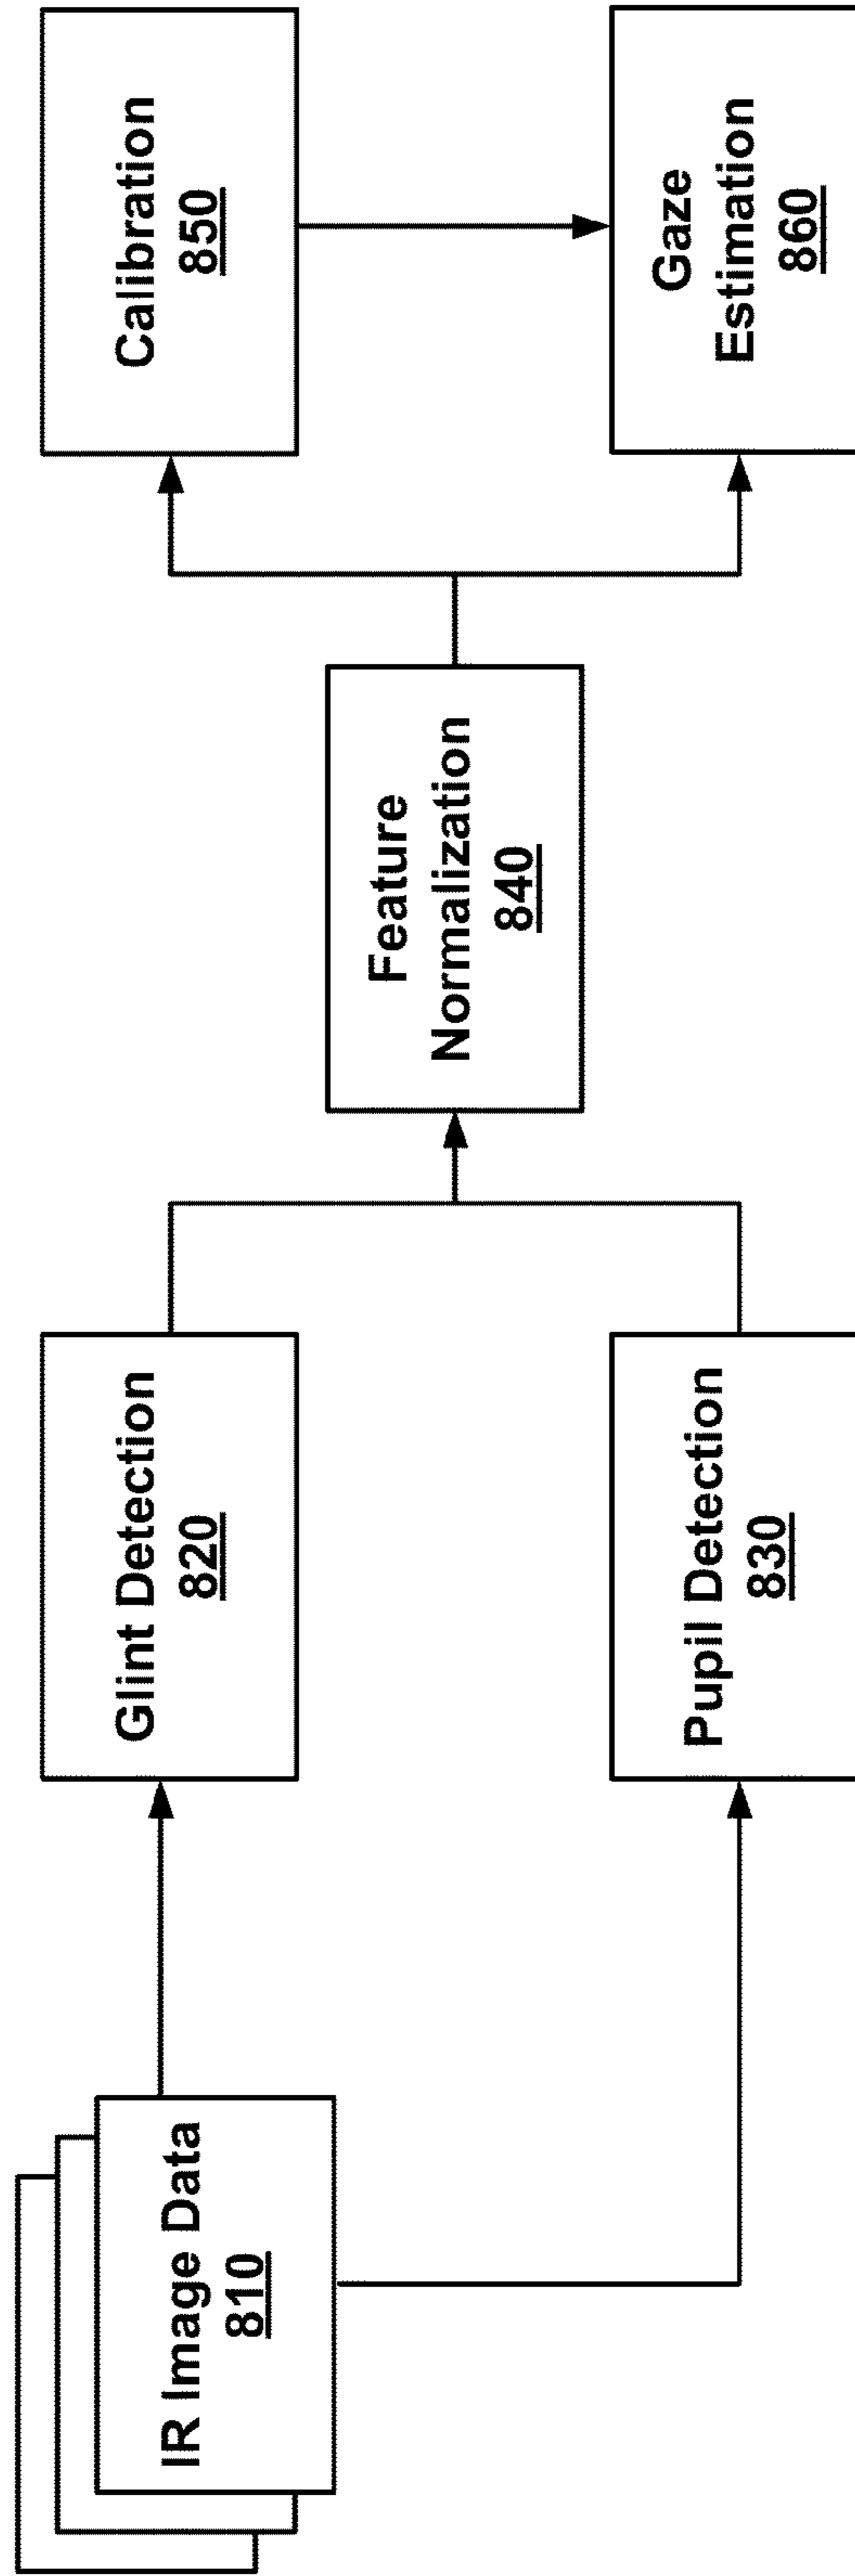 IR Image Data
810
Glint Detection
820
Pupil Detection
830
Feature
Normalization
840
Calibration
850
Gaze
Estimation
860